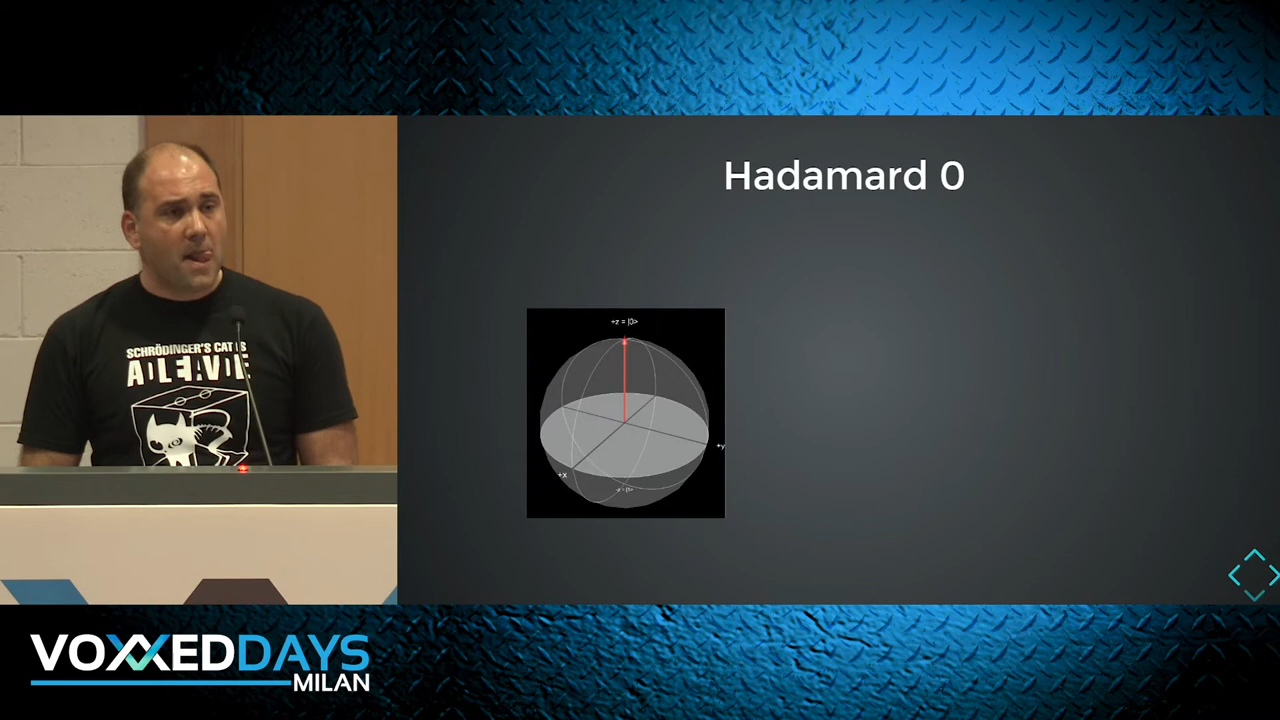 Hadamard 0
+z = |0>
+y
+x
SCHRÖDINGER'S CAT IS
VOXXEDDAYS
MILAN